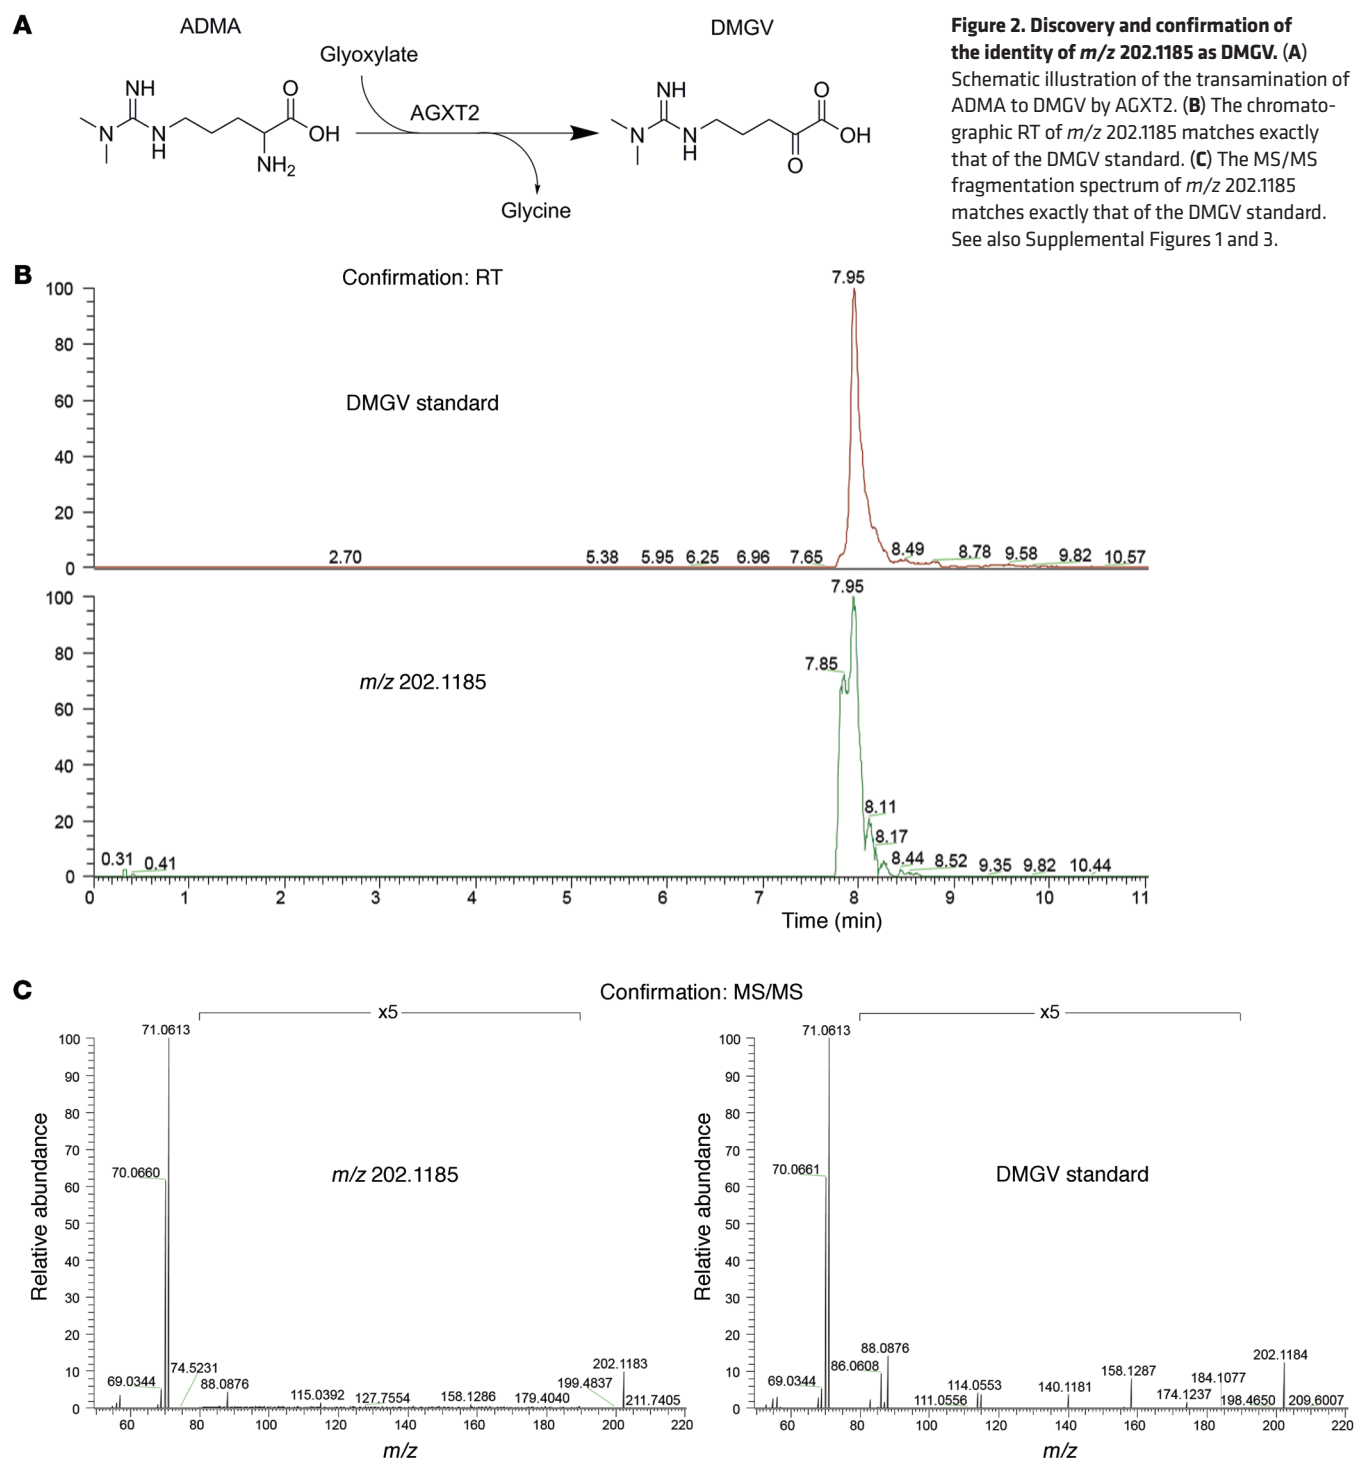 A
ADMA
DMGV
Glyoxylate
AGXT2
Glycine
NH
O
N
N
H
OH
NH2
NH
O
N
N
H
OH
O
Figure 2. Discovery and confirmation of
the identity of m/z 202.1185 as DMGV. (A)
Schematic illustration of the transamination of
ADMA to DMGV by AGXT2. (B) The chromato-
graphic RT of m/z 202.1185 matches exactly
that of the DMGV standard. (C) The MS/MS
fragmentation spectrum of m/z 202.1185
matches exactly that of the DMGV standard.
See also Supplemental Figures 1 and 3.
B
Confirmation: RT
100
80
60
40
20
0
DMGV standard
7.95
2.70 5.38 5.95 6.25 6.96 7.65 8.49 8.78 9.58 9.82 10.57
100
80
60
40
20
0
m/z 202.1185
7.95
7.85
8.11
8.17
0.31 0.41 8.44 8.52 9.35 9.82 10.44
0 1 2 3 4 5 6 7 8 9 10 11
Time (min)
C
Confirmation: MS/MS
x5
71.0613
100
90
80
70
60
50
40
30
20
10
0
Relative abundance
m/z 202.1185
70.0660
69.0344
74.5231
88.0876
115.0392
127.7554
158.1286
179.4040
199.4837
202.1183
211.7405
60 80 100 120 140 160 180 200 220
m/z
x5
71.0613
100
90
80
70
60
50
40
30
20
10
0
Relative abundance
DMGV standard
70.0661
69.0344
86.0608
88.0876
111.0556
114.0553
140.1181
158.1287
174.1237
184.1077
198.4650
202.1184
209.6007
60 80 100 120 140 160 180 200 220
m/z